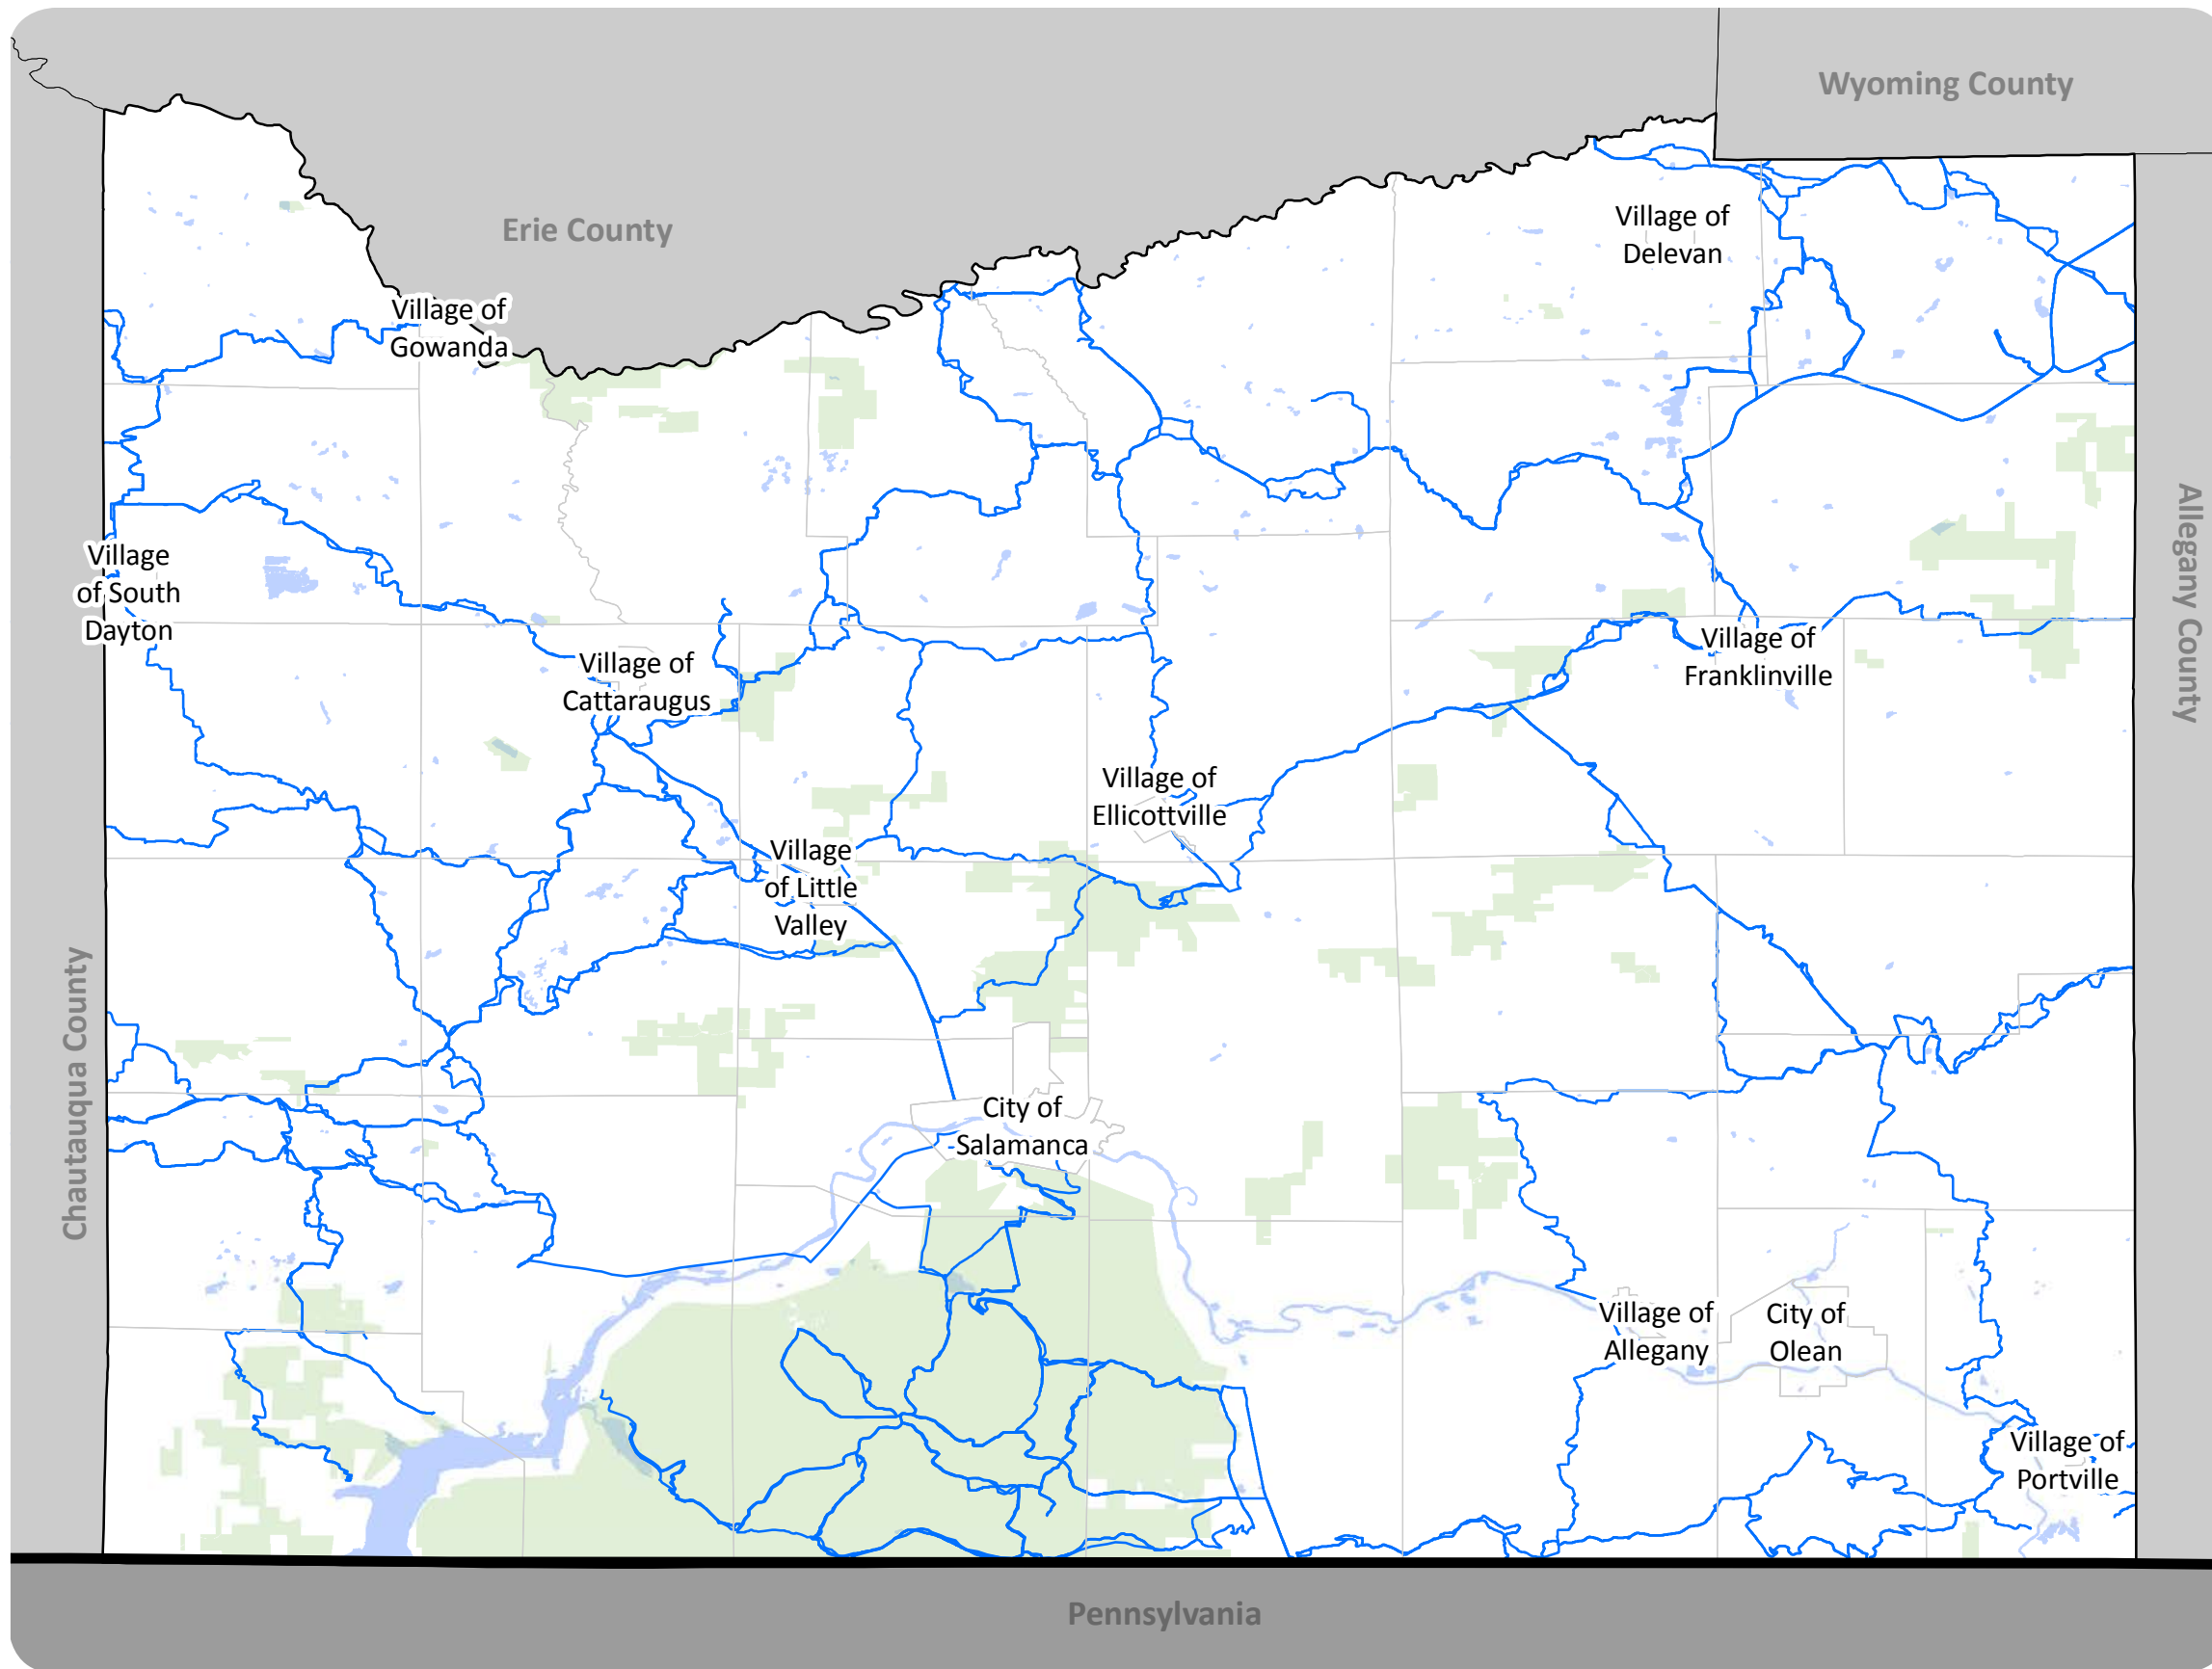 Wyoming County
Village of
Delevan
Erie County
Village of
Gowanda
Village
of South
Dayton
Allegany County
Village of
Franklinville
Village of
Cattaraugus
Village of
Ellicottville
Village
of Little
Valley
Chautauqua County
City of
Salamanca
Village of
Allegany
City of
Olean
Village of
Portville
Pennsylvania